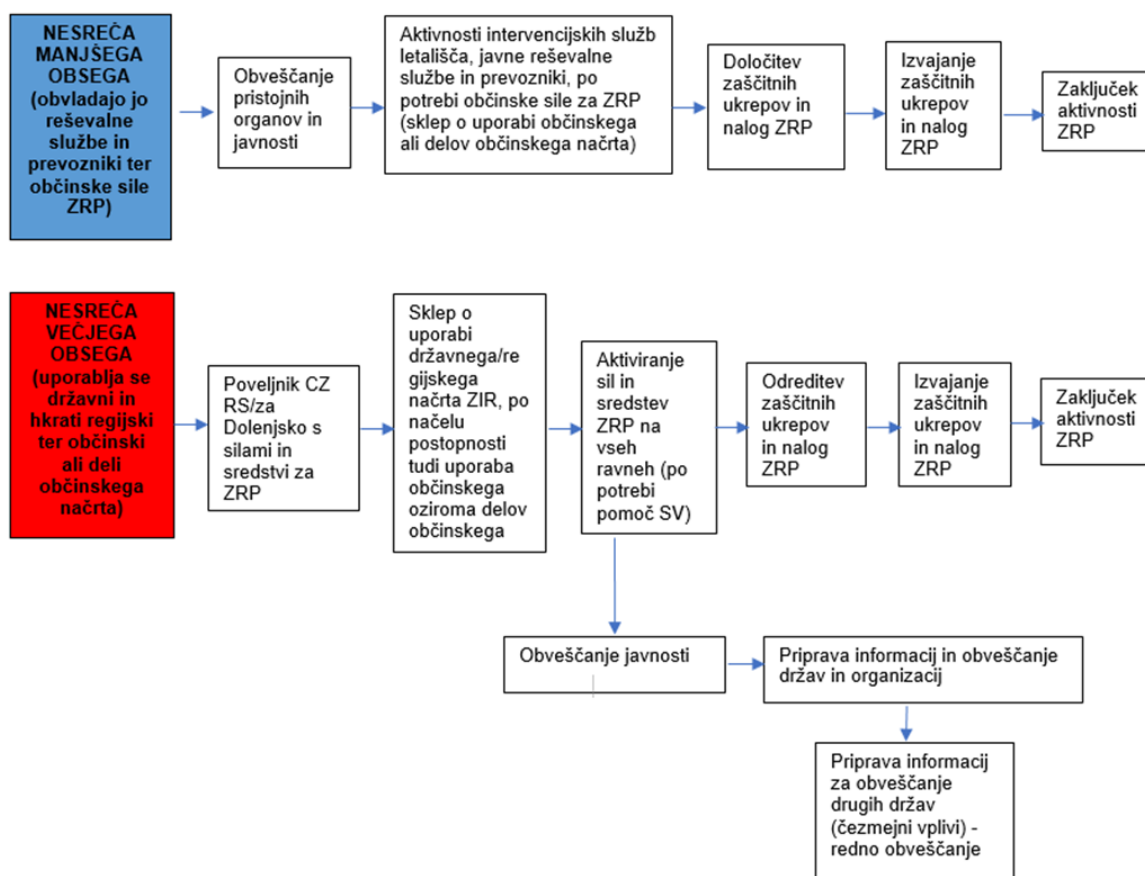 NESREČA
MANJŠEGA
OBSEGA
(obvladajo jo
reševalne
službe in
prevozniki ter
občinske sile
ZRP)
Obveščanje
pristojnih
organov in
javnosti
Aktivnosti intervencijskih služb
letališča, javne reševalne
službe in prevozniki, po
potrebi občinske sile za ZRP
(sklep o uporabi občinskega
ali delov občinskega načrta)
Določitev
zaščitnih
ukrepov in
nalog ZRP
Izvajanje
zaščitnih
ukrepov
in nalog
ZRP
Zaključek
aktivnosti
ZRP
NESREČA
VEČJEGA
OBSEGA
(uporablja se
državni in
hkrati regijski
ter občinski
ali deli
občinskega
načrta)
Poveljnik CZ
RS/za
Dolenjsko s
silami in
sredstvi za
ZRP
Sklep o
uporabi
državnega/re
gijskega
načrta ZIR, po
načelu
postopnosti
tudi uporaba
občinskega
oziroma delov
občinskega
Aktiviranje
sil in
sredstev
ZRP na
vseh
ravneh (po
potrebi
pomoč SV)
Odreditev
zaščitnih
ukrepov
in nalog
ZRP
Izvajanje
zaščitnih
ukrepov
in nalog
ZRP
Zaključek
aktivnosti
ZRP
Obveščanje javnosti
Priprava informacij in obveščanje
držav in organizacij
Priprava informacij
za obveščanje
drugih držav
(čezmejni vplivi) -
redno obveščanje